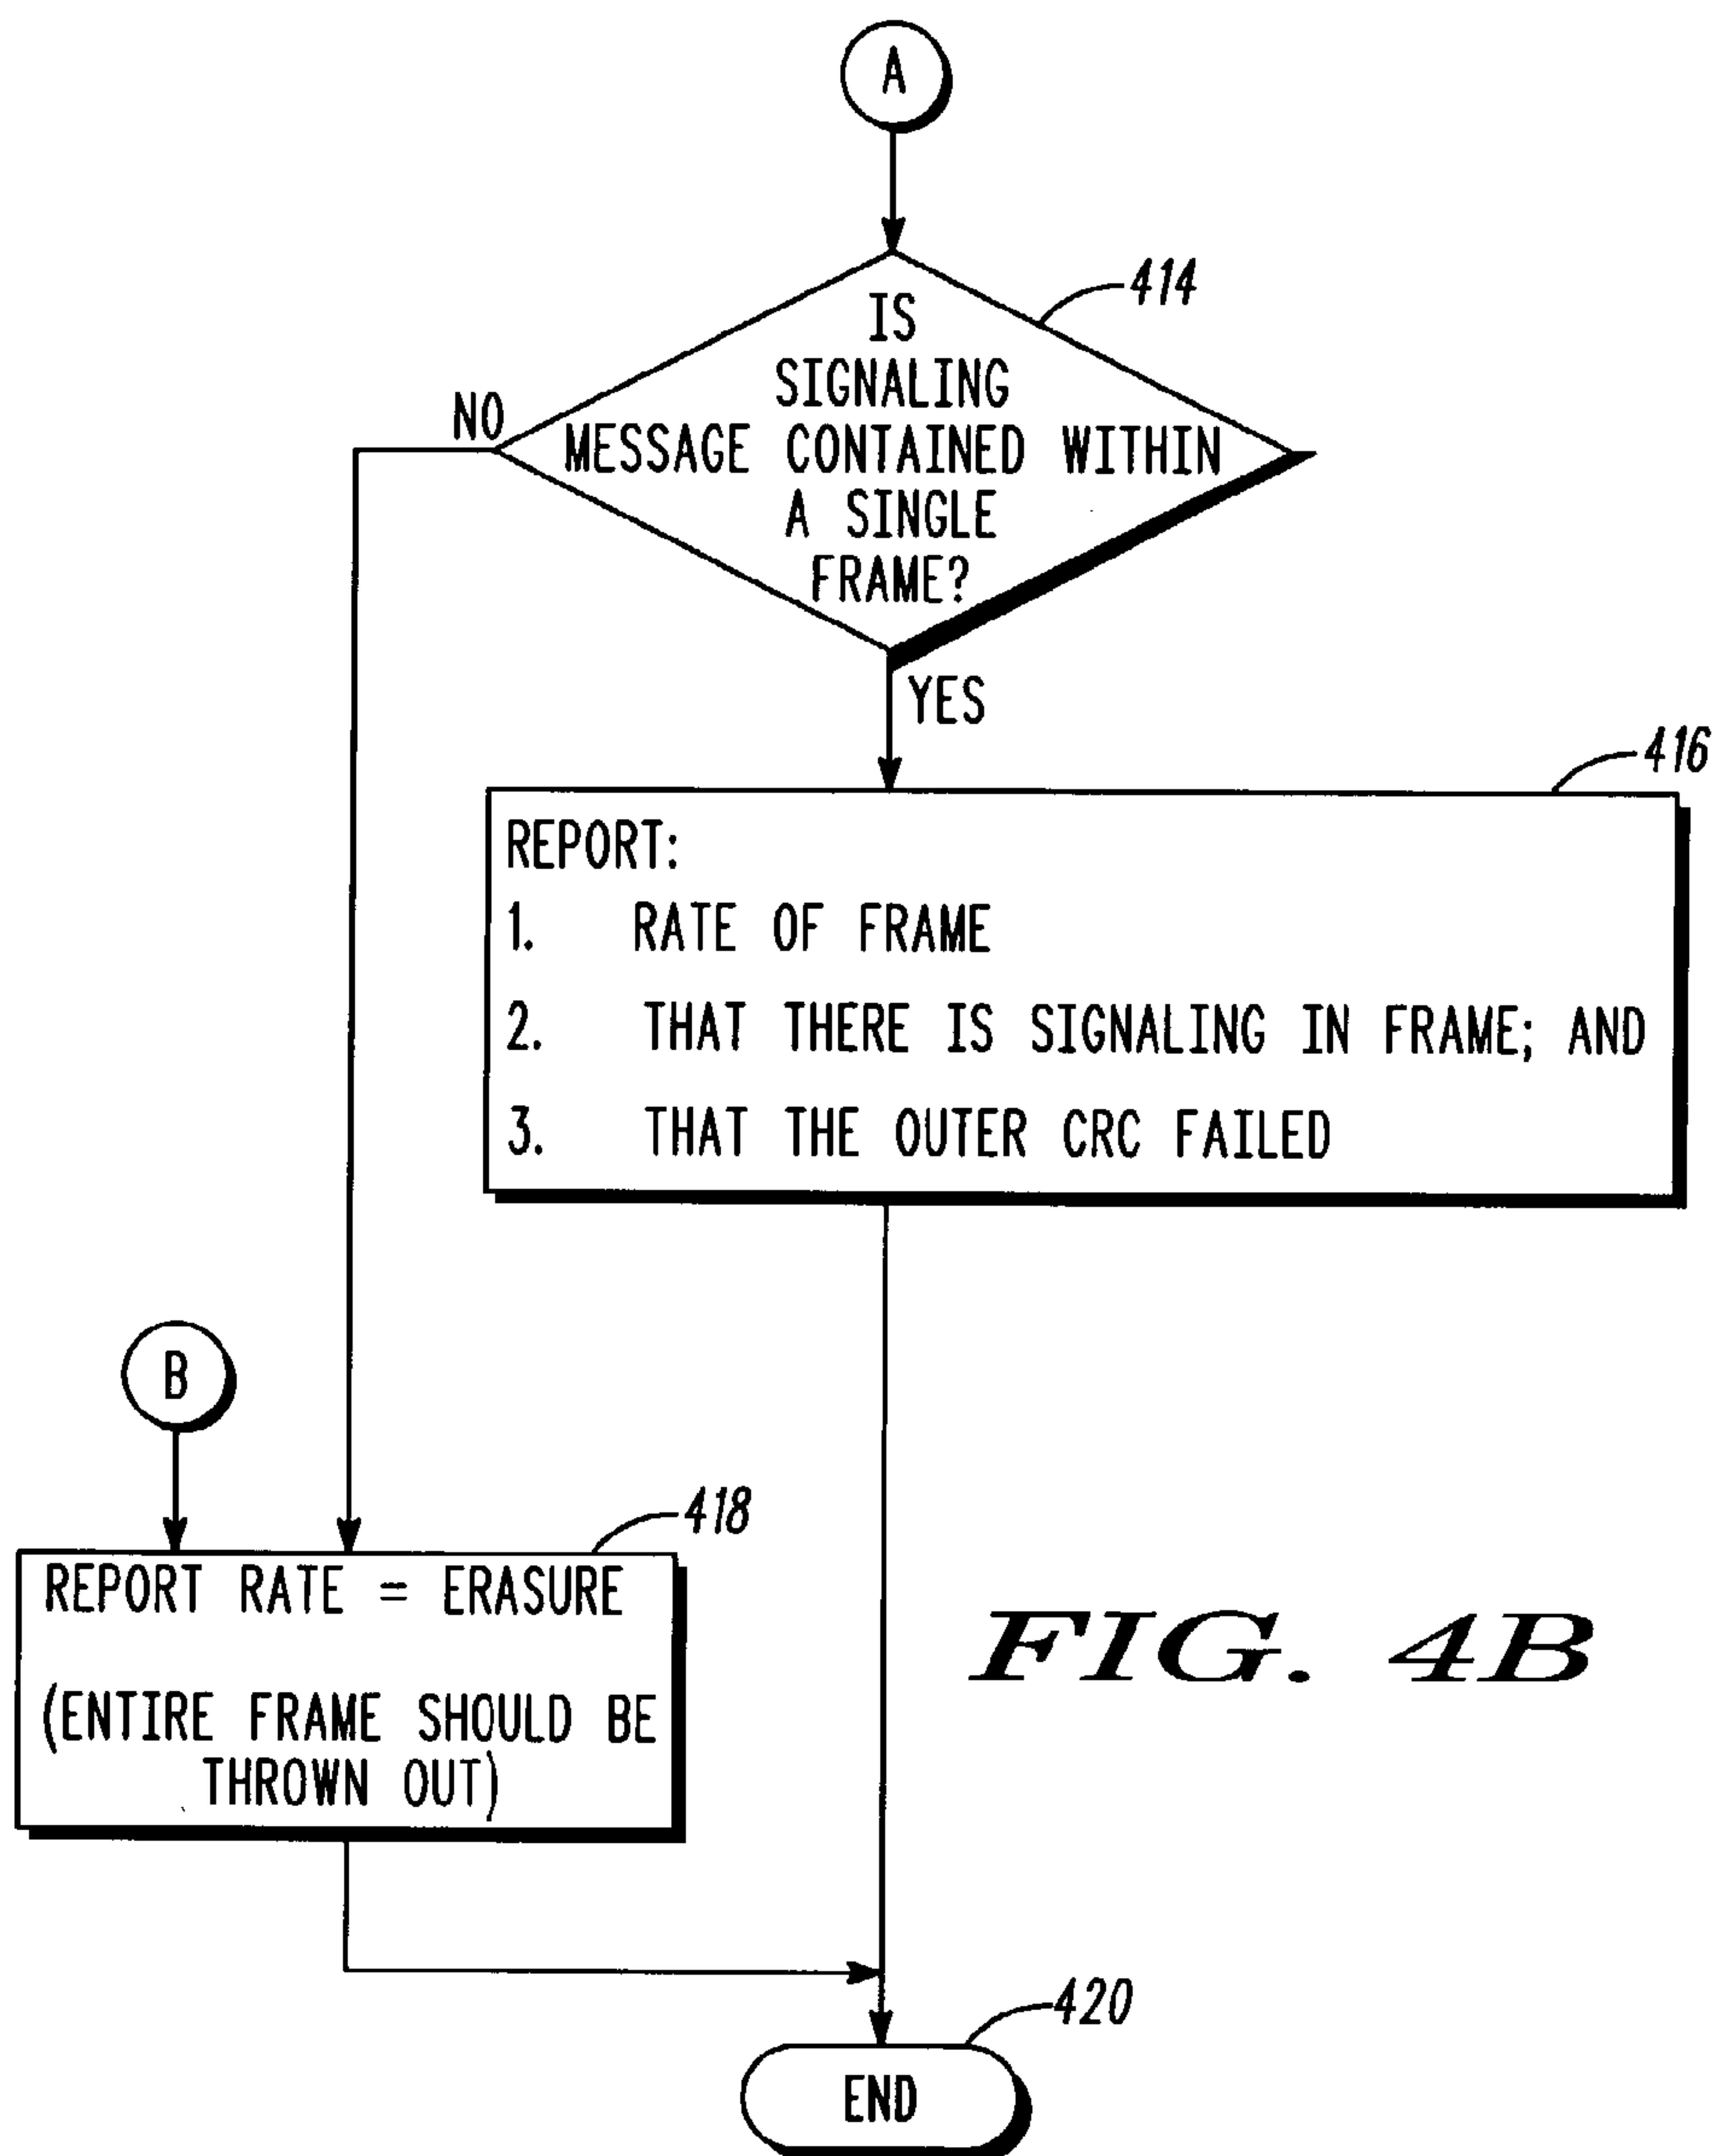 A
414
IS
SIGNALING
MESSAGE CONTAINED WITHIN
A SINGLE
FRAME?
NO
YES
416
REPORT:
1. RATE OF FRAME
2. THAT THERE IS SIGNALING IN FRAME; AND
3. THAT THE OUTER CRC FAILED
B
418
REPORT RATE = ERASURE
(ENTIRE FRAME SHOULD BE
THROWN OUT)
FIG. 4B
420
END